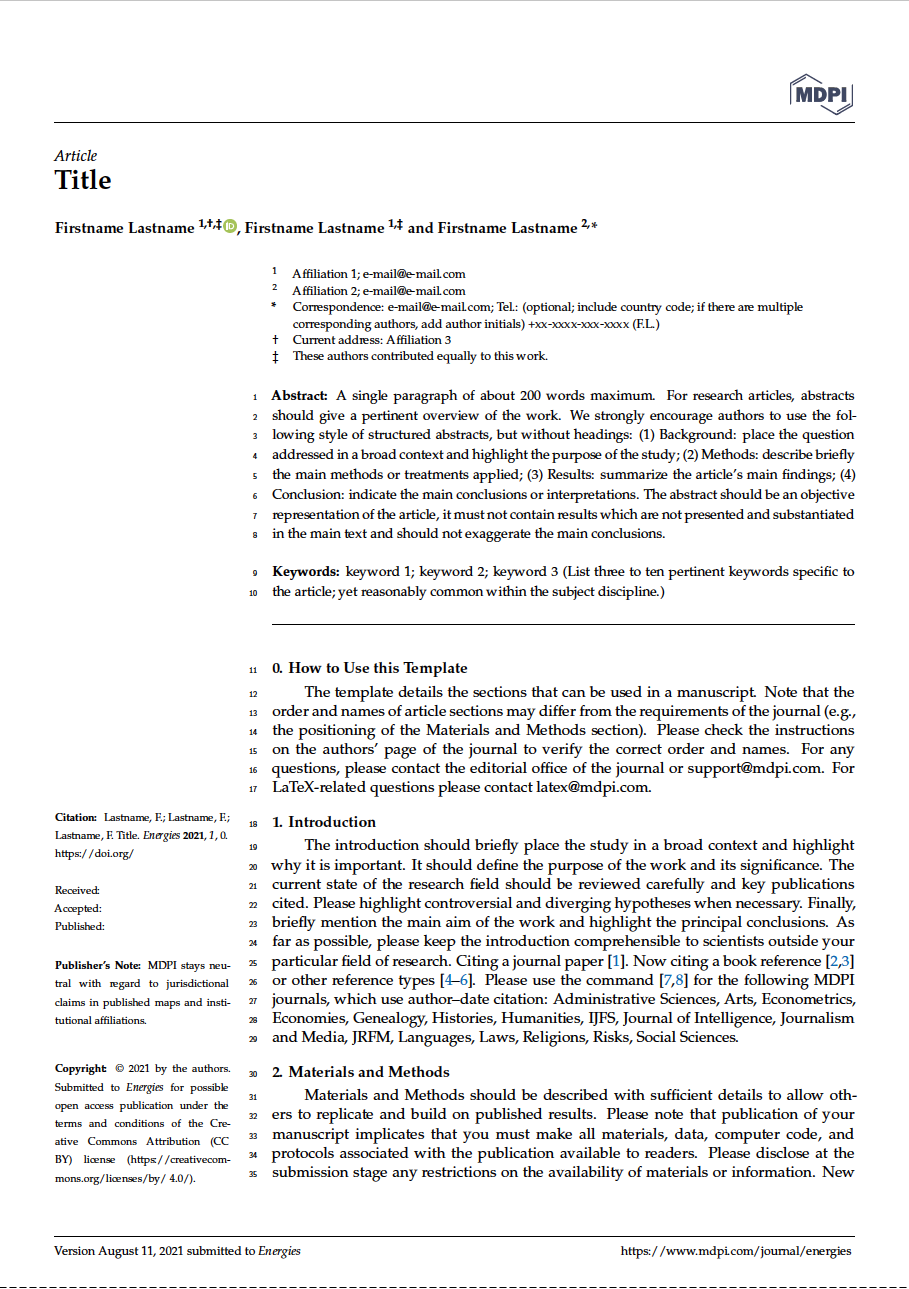 MDPI
Article
Title
Firstname Lastname 1,†,‡ iD, Firstname Lastname 1,‡ and Firstname Lastname 2,*
1 Affiliation 1; e-mail@e-mail.com
2 Affiliation 2; e-mail@e-mail.com
* Correspondence: e-mail@e-mail.com; Tel.: (optional; include country code; if there are multiple
corresponding authors, add author initials) +xx-xxxx-xxx-xxxx (F.L.)
† Current address: Affiliation 3
‡ These authors contributed equally to this work.
1 Abstract: A single paragraph of about 200 words maximum. For research articles, abstracts
2 should give a pertinent overview of the work. We strongly encourage authors to use the fol-
3 lowing style of structured abstracts, but without headings: (1) Background: place the question
4 addressed in a broad context and highlight the purpose of the study; (2) Methods: describe briefly
5 the main methods or treatments applied; (3) Results: summarize the article's main findings; (4)
6 Conclusion: indicate the main conclusions or interpretations. The abstract should be an objective
7 representation of the article, it must not contain results which are not presented and substantiated
8 in the main text and should not exaggerate the main conclusions.
9 Keywords: keyword 1; keyword 2; keyword 3 (List three to ten pertinent keywords specific to
10 the article; yet reasonably common within the subject discipline.)
11 0. How to Use this Template
12 The template details the sections that can be used in a manuscript. Note that the
13 order and names of article sections may differ from the requirements of the journal (e.g.,
14 the positioning of the Materials and Methods section). Please check the instructions
15 on the authors' page of the journal to verify the correct order and names. For any
16 questions, please contact the editorial office of the journal or support@mdpi.com. For
17 LaTeX-related questions please contact latex@mdpi.com.
18 1. Introduction
19 The introduction should briefly place the study in a broad context and highlight
20 why it is important. It should define the purpose of the work and its significance. The
21 current state of the research field should be reviewed carefully and key publications
22 cited. Please highlight controversial and diverging hypotheses when necessary. Finally,
23 briefly mention the main aim of the work and highlight the principal conclusions. As
24 far as possible, please keep the introduction comprehensible to scientists outside your
25 particular field of research. Citing a journal paper [1]. Now citing a book reference [2,3]
26 or other reference types [4–6]. Please use the command [7,8] for the following MDPI
27 journals, which use author–date citation: Administrative Sciences, Arts, Econometrics,
28 Economies, Genealogy, Histories, Humanities, IJFS, Journal of Intelligence, Journalism
29 and Media, JRFM, Languages, Laws, Religions, Risks, Social Sciences.
30 2. Materials and Methods
31 Materials and Methods should be described with sufficient details to allow oth-
32 ers to replicate and build on published results. Please note that publication of your
33 manuscript implicates that you must make all materials, data, computer code, and
34 protocols associated with the publication available to readers. Please disclose at the
35 submission stage any restrictions on the availability of materials or information. New
Citation: Lastname, F.; Lastname, F.;
Lastname, F. Title. Energies 2021, 1, 0.
https://doi.org/
Received:
Accepted:
Published:
Publisher's Note: MDPI stays neu-
tral with regard to jurisdictional
claims in published maps and insti-
tutional affiliations.
Copyright: © 2021 by the authors.
Submitted to Energies for possible
open access publication under the
terms and conditions of the Cre-
ative Commons Attribution (CC
BY) license (https://creativecom-
mons.org/licenses/by/ 4.0/).
Version August 11, 2021 submitted to Energies
https://www.mdpi.com/journal/energies